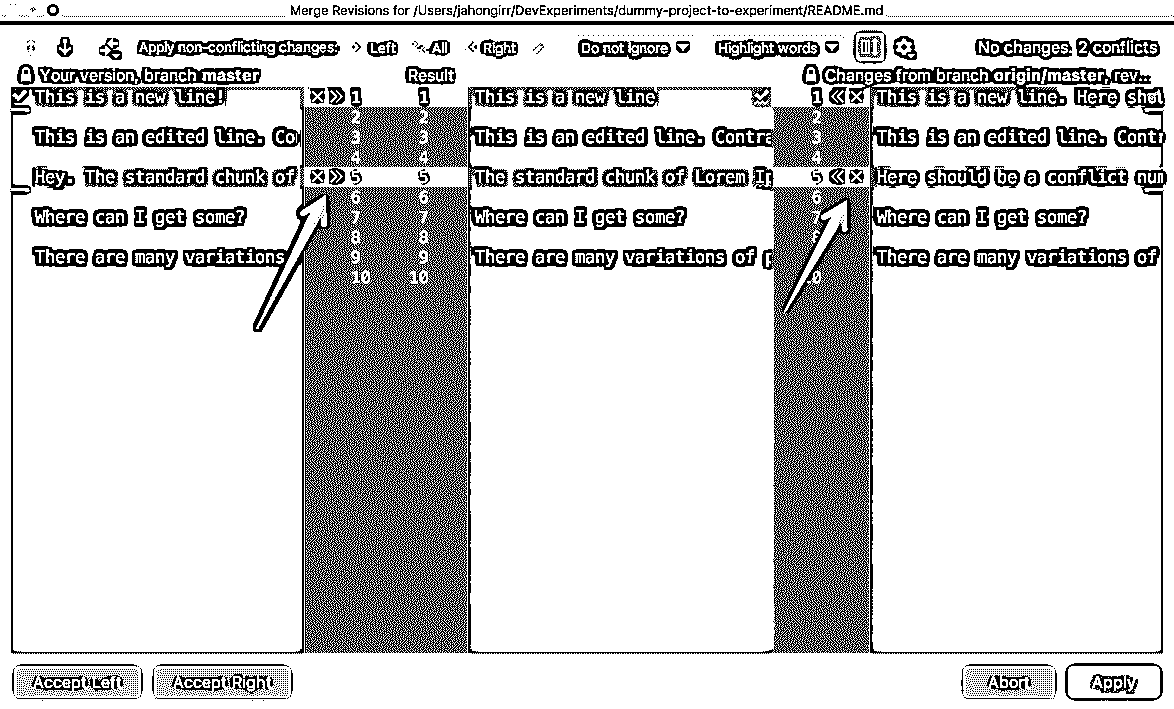 Merge Revisions for /Users/jahongirr/DevExperiments/dummy-project-to-experiment/README.md
Apply non-conflicting changes: Left All Right Do not ignore Highlight words No changes. 2 conflicts
Your version, branch master Result Changes from branch origin/master, rev...
This is a new line! 1 1 This is a new line 1 This is a new line. Here
2 2 2
This is an edited line. Co 3 3 This is an edited line. Contra 3 This is an edited line. Contr
4 4 4
Hey. The standard chunk of 5 5 The standard chunk of Lorem Ip 5 Here should be a conflict num
6 6 6
Where can I get some? 7 7 Where can I get some? 7 Where can I get some?
8 8
There are many variations 9 9 There are many variations of p There are many variations of
10 10
Accept Left Accept Right Abort Apply